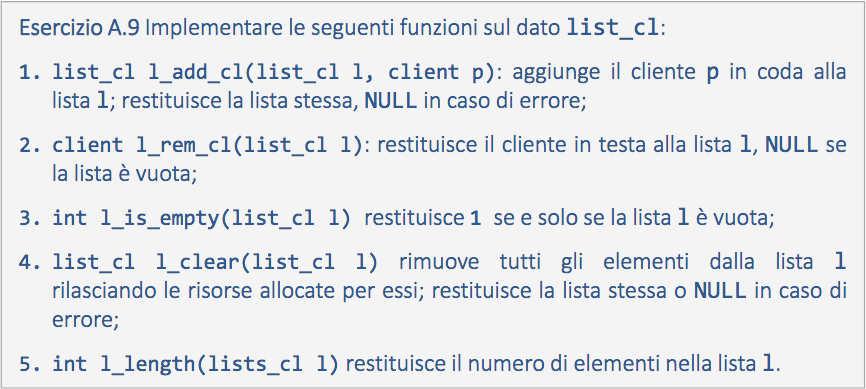 Esercizio A.9 Implementare le seguenti funzioni sul dato list_cl:
1. list_cl l_add_cl(list_cl l, client p): aggiunge il cliente p in coda alla
lista l; restituisce la lista stessa, NULL in caso di errore;
2. client l_rem_cl(list_cl l): restituisce il cliente in testa alla lista l, NULL se
la lista è vuota;
3. int l_is_empty(list_cl l) restituisce 1 se e solo se la lista l è vuota;
4. list_cl l_clear(list_cl l) rimuove tutti gli elementi dalla lista l
rilasciando le risorse allocate per essi; restituisce la lista stessa o NULL in caso di
errore;
5. int l_length(lists_cl l) restituisce il numero di elementi nella lista l.